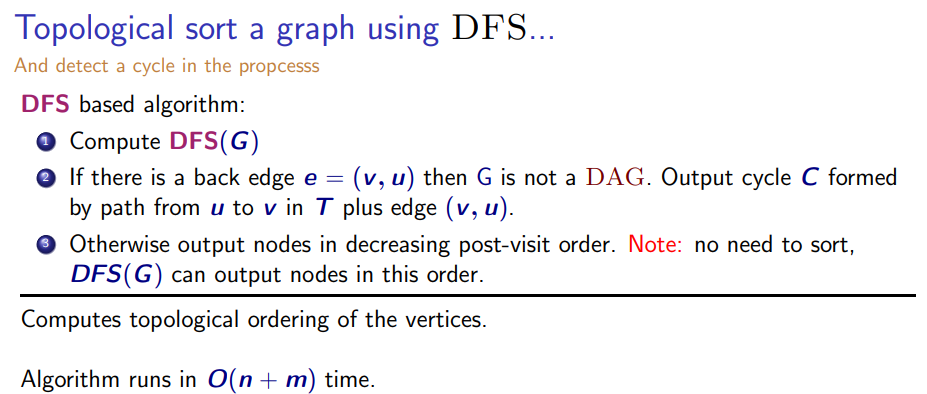 Topological sort a graph using DFS...
And detect a cycle in the propcesss
DFS based algorithm:
1 Compute DFS(G)
2 If there is a back edge e = (v, u) then G is not a DAG. Output cycle C formed
by path from u to v in T plus edge (v, u).
3 Otherwise output nodes in decreasing post-visit order. Note: no need to sort,
DFS(G) can output nodes in this order.
Computes topological ordering of the vertices.
Algorithm runs in O(n + m) time.